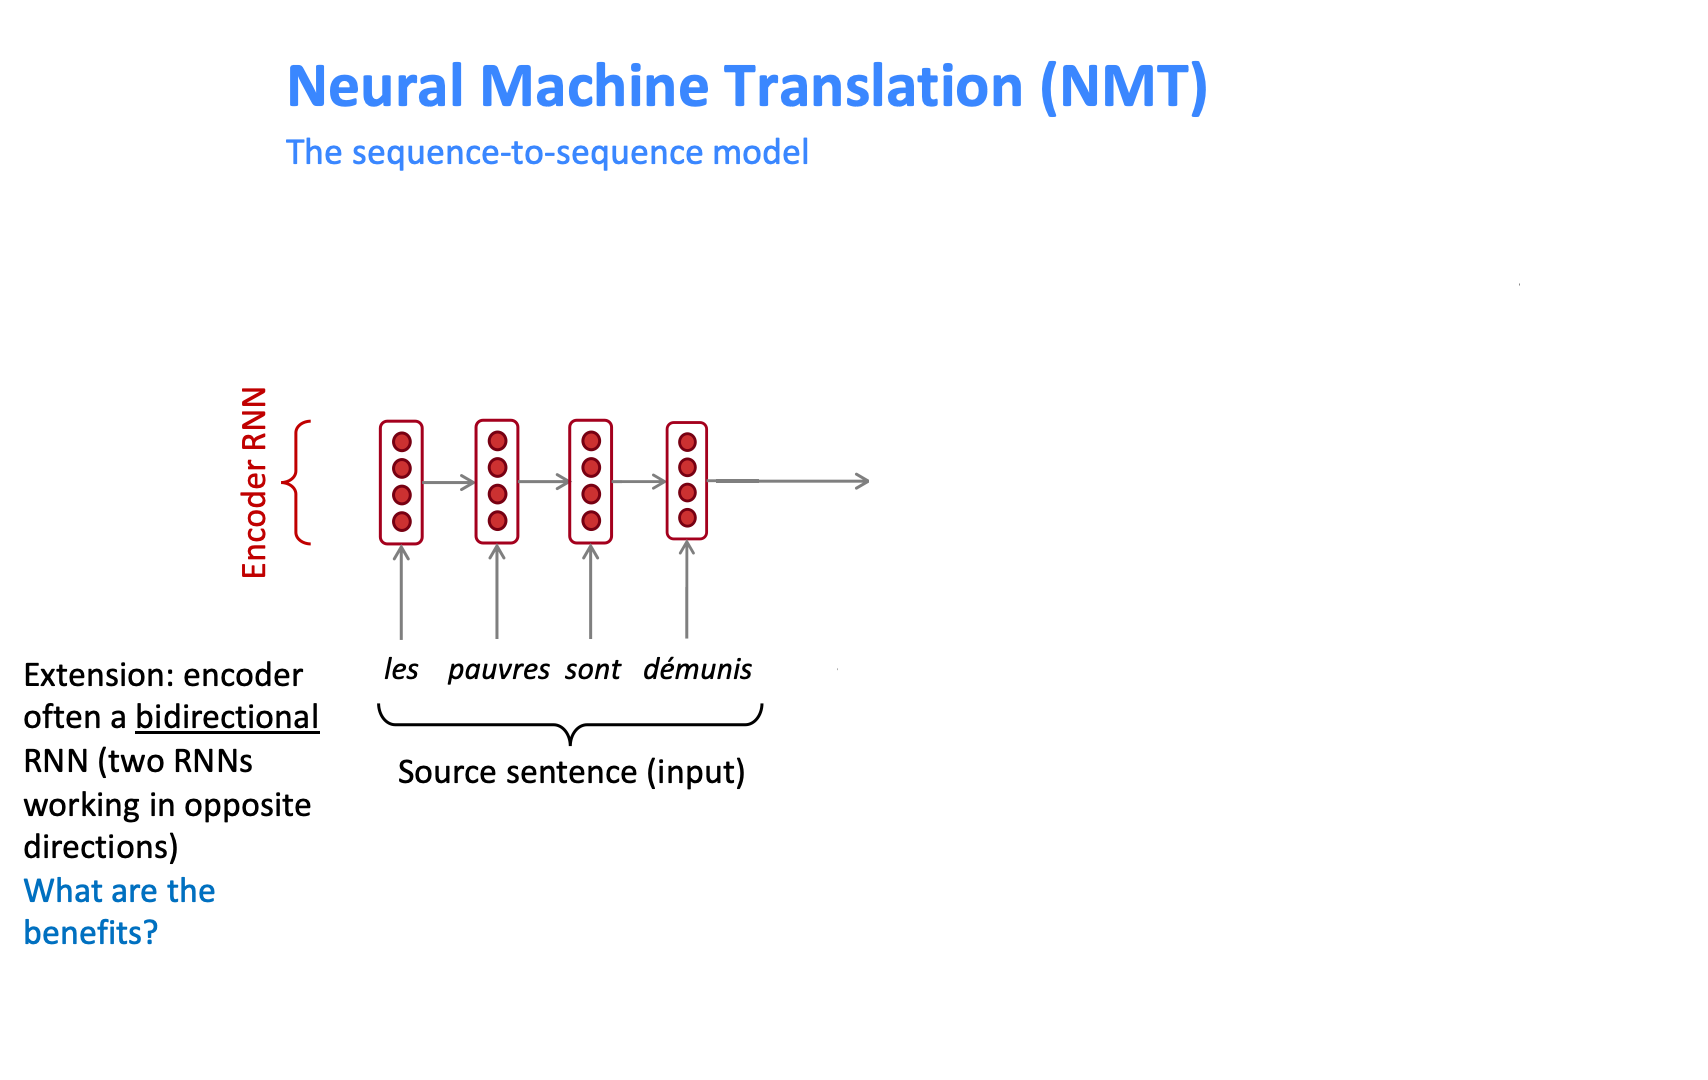 Neural Machine Translation (NMT)
The sequence-to-sequence model
Encoder RNN
les pauvres sont démunis
Source sentence (input)
Extension: encoder
often a bidirectional
RNN (two RNNs
working in opposite
directions)
What are the
benefits?